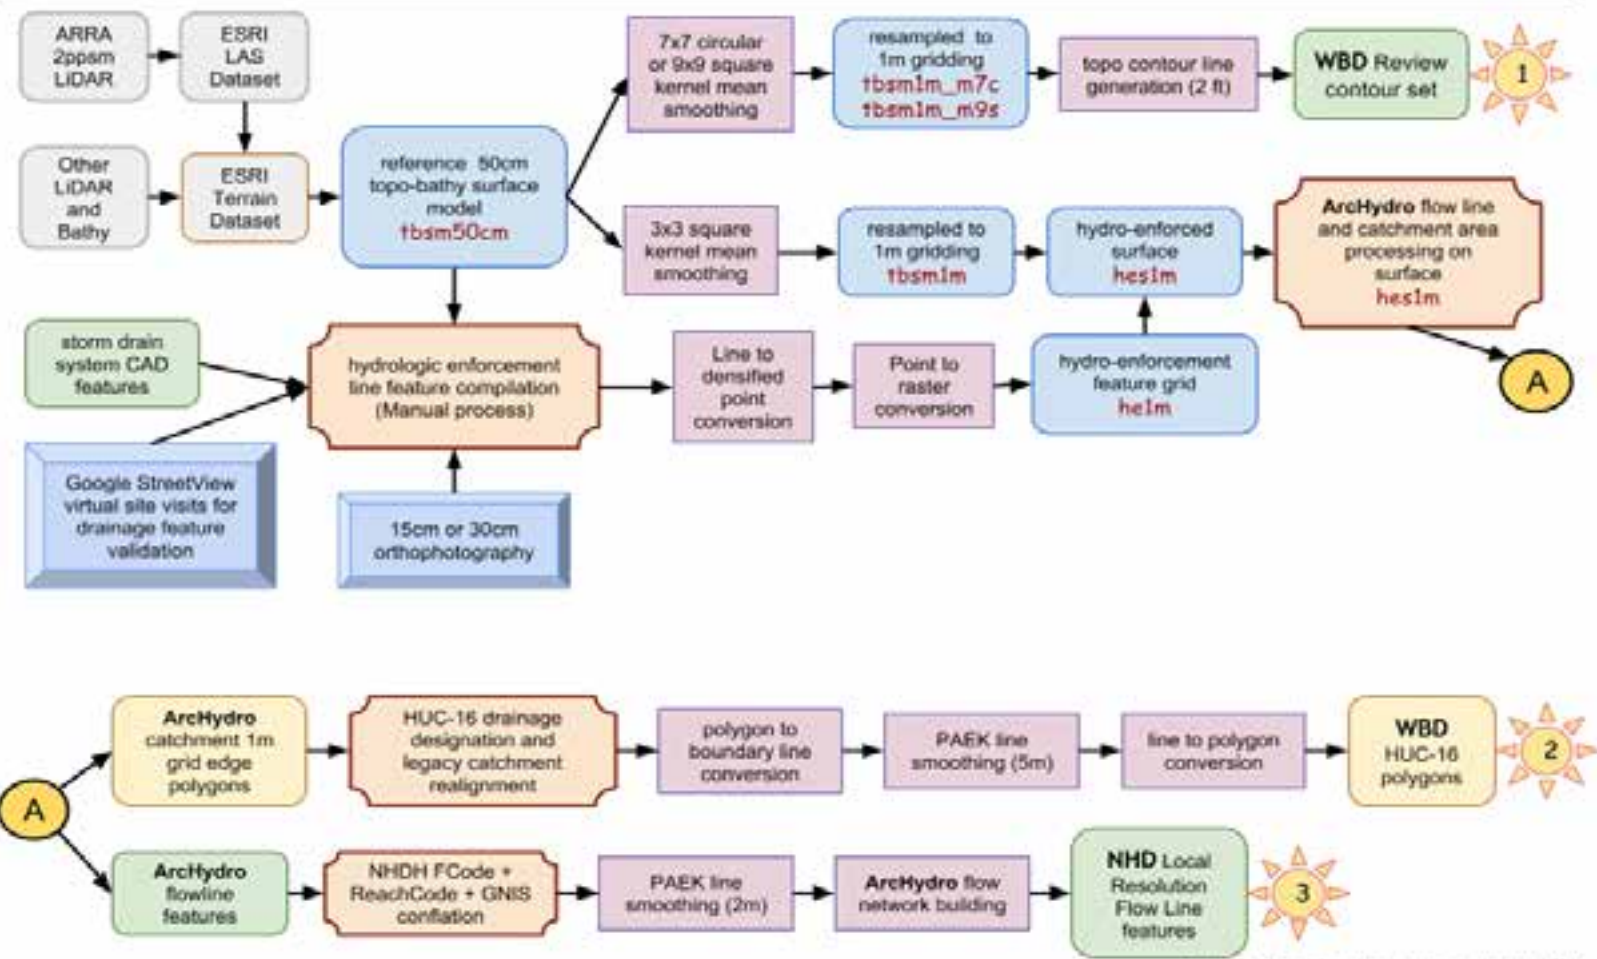 ARRA
2ppsm
LiDAR
ESRI
LAS
Dataset
Other
LiDAR
and
Bathy
ESRI
Terrain
Dataset
reference 50cm
topo-bathy surface
model
tbsm50cm
7x7 circular
or 9x9 square
kernel mean
smoothing
resampled to
1m gridding
tbsm1m_m7c
tbsm1m_m9s
topo contour line
generation (2 ft)
WBD Review
contour set
1
3x3 square
kernel mean
smoothing
resampled to
1m gridding
tbsm1m
hydro-enforced
surface
hes1m
ArcHydro flow line
and catchment area
processing on
surface
hes1m
A
storm drain
system CAD
features
hydrologic enforcement
line feature compilation
(Manual process)
Line to
densified
point
conversion
Point to
raster
conversion
hydro-enforcement
feature grid
he1m
Google StreetView
virtual site visits for
drainage feature
validation
15cm or 30cm
orthophotography
A
ArcHydro
catchment 1m
grid edge
polygons
HUC-16 drainage
designation and
legacy catchment
realignment
polygon to
boundary line
conversion
PAEK line
smoothing (5m)
line to polygon
conversion
WBD
HUC-16
polygons
2
ArcHydro
flowline
features
NHDH FCode +
ReachCode + GNIS
conflation
PAEK line
smoothing (2m)
ArcHydro flow
network building
NHD Local
Resolution
Flow Line
features
3